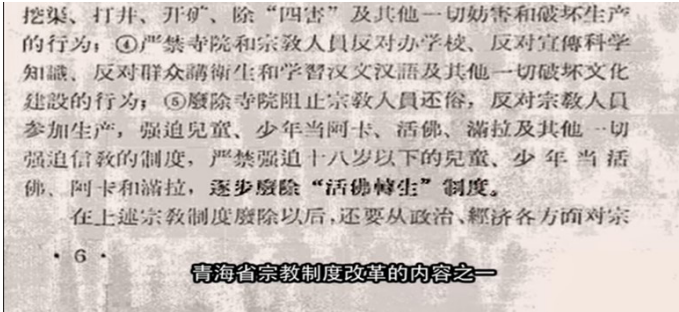 挖渠、打井、开矿、除“四害”及其他一切妨害和破坏生产
的行为；④严禁寺院和宗敎人員反对办学校、反对宣傳科学
知識、反对群众講衛生和学習汉文汉語及其他一切破坏文化
建設的行为；⑤廢除寺院阻止宗敎人員还俗，反对宗敎人員
参加生产，强迫兒童、少年当阿卡、活佛、滿拉及其他一切
强迫信敎的制度，严禁强迫十八岁以下的兒童、少年当活
佛、阿卡和滿拉，逐步廢除“活佛轉生”制度。
在上述宗敎制度廢除以后，还要从政治、經济各方面对宗
·6·
青海省宗教制度改革的内容之一